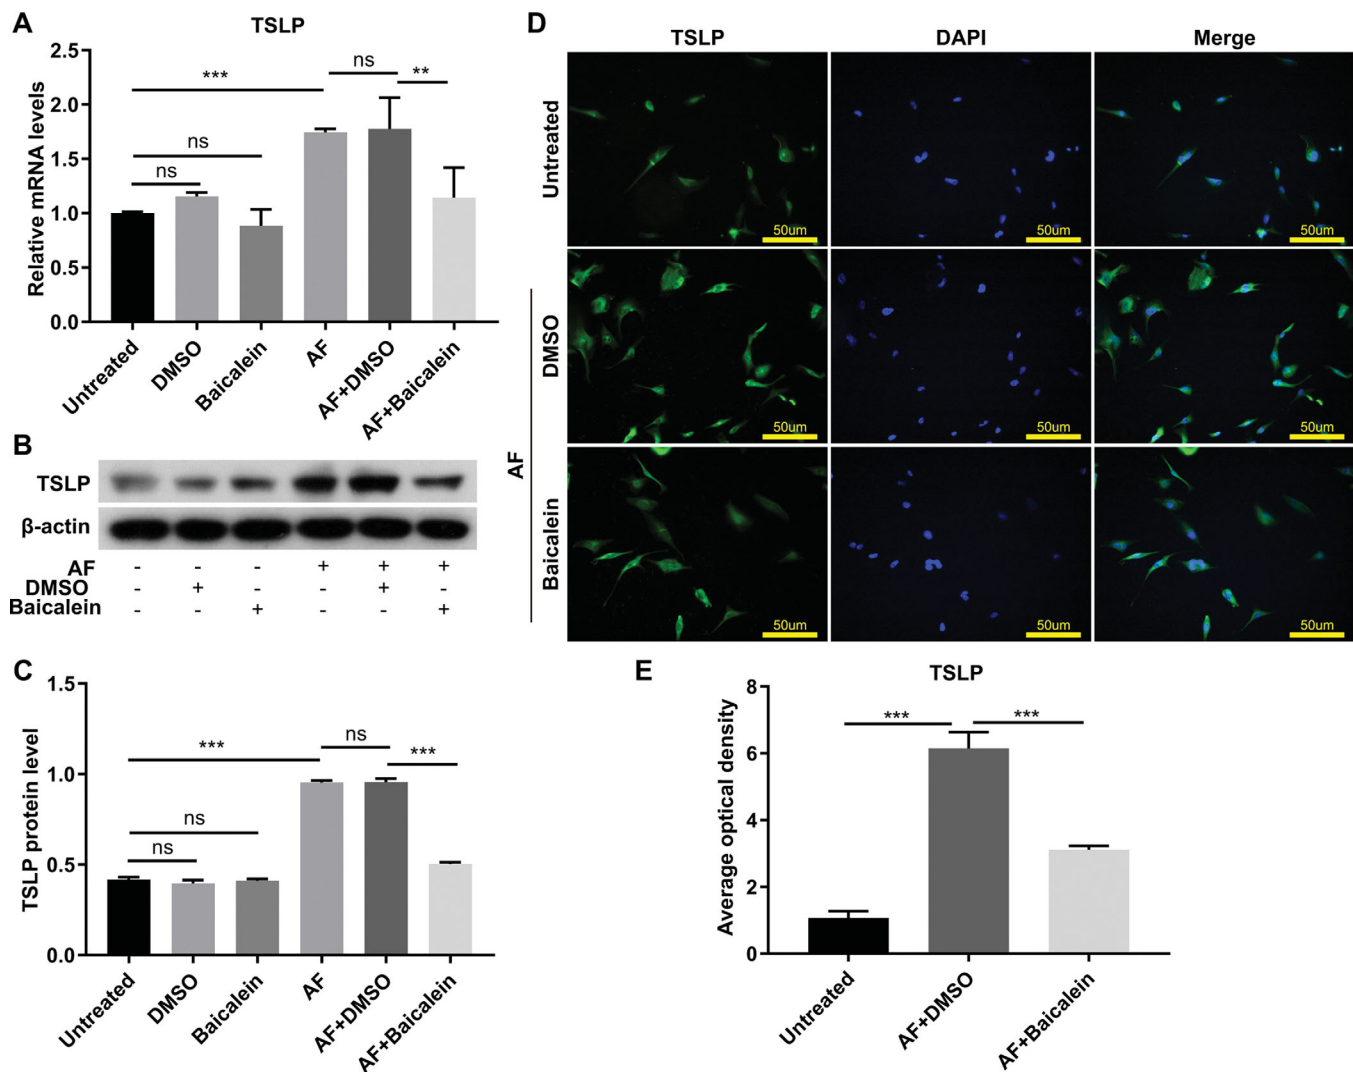 A
TSLP
Relative mRNA levels
2.5
2.0
1.5
1.0
0.5
0.0
ns
ns
***
ns
**
Untreated
DMSO
Baicalein
AF
AF+DMSO
AF+Baicalein
B
TSLP
β-actin
AF - - - + + +
DMSO - + - - + -
Baicalein - - + - - +
C
TSLP protein level
1.5
1.0
0.5
0.0
ns
ns
***
ns
***
Untreated
DMSO
Baicalein
AF
AF+DMSO
AF+Baicalein
D
TSLP DAPI Merge
Untreated
50um 50um 50um
AF
DMSO
50um 50um 50um
Baicalein
50um 50um 50um
E
TSLP
Average optical density
8
6
4
2
0
*** ***
Untreated
AF+DMSO
AF+Baicalein